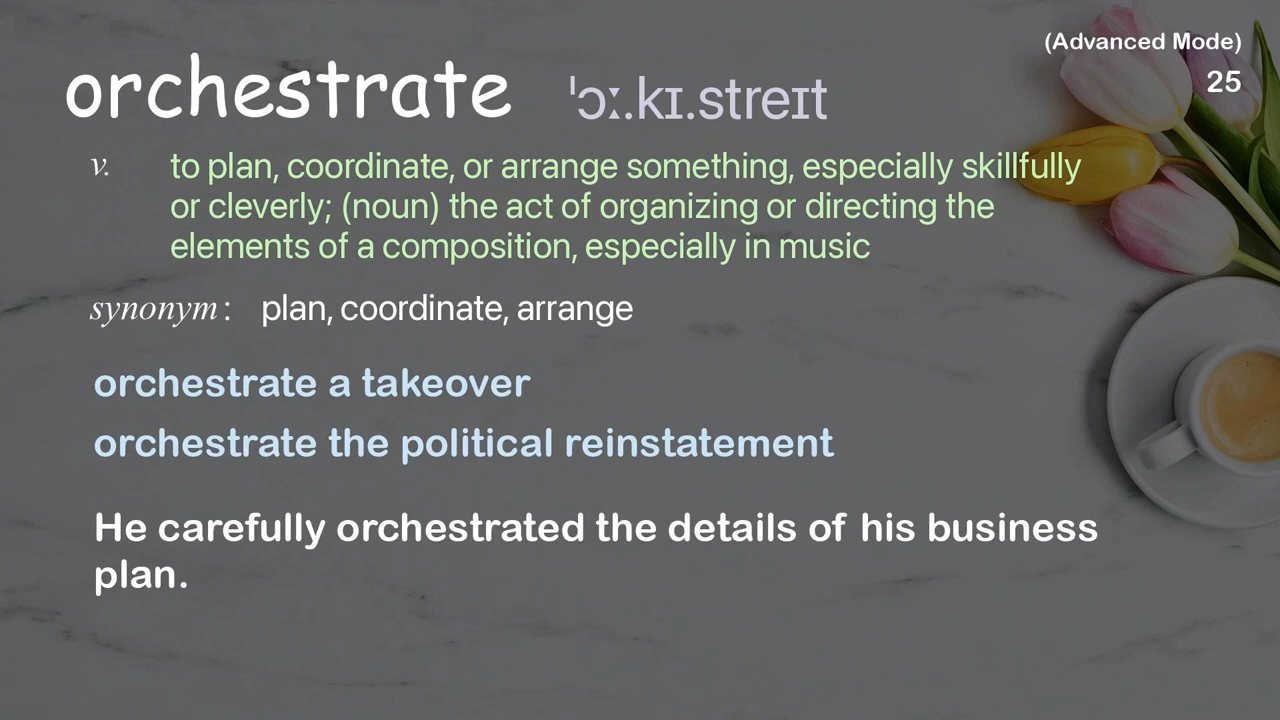 (Advanced Mode)
25
orchestrate ˈɔː.kɪ.streɪt
v. to plan, coordinate, or arrange something, especially skillfully
or cleverly; (noun) the act of organizing or directing the
elements of a composition, especially in music
synonym: plan, coordinate, arrange
orchestrate a takeover
orchestrate the political reinstatement
He carefully orchestrated the details of his business
plan.